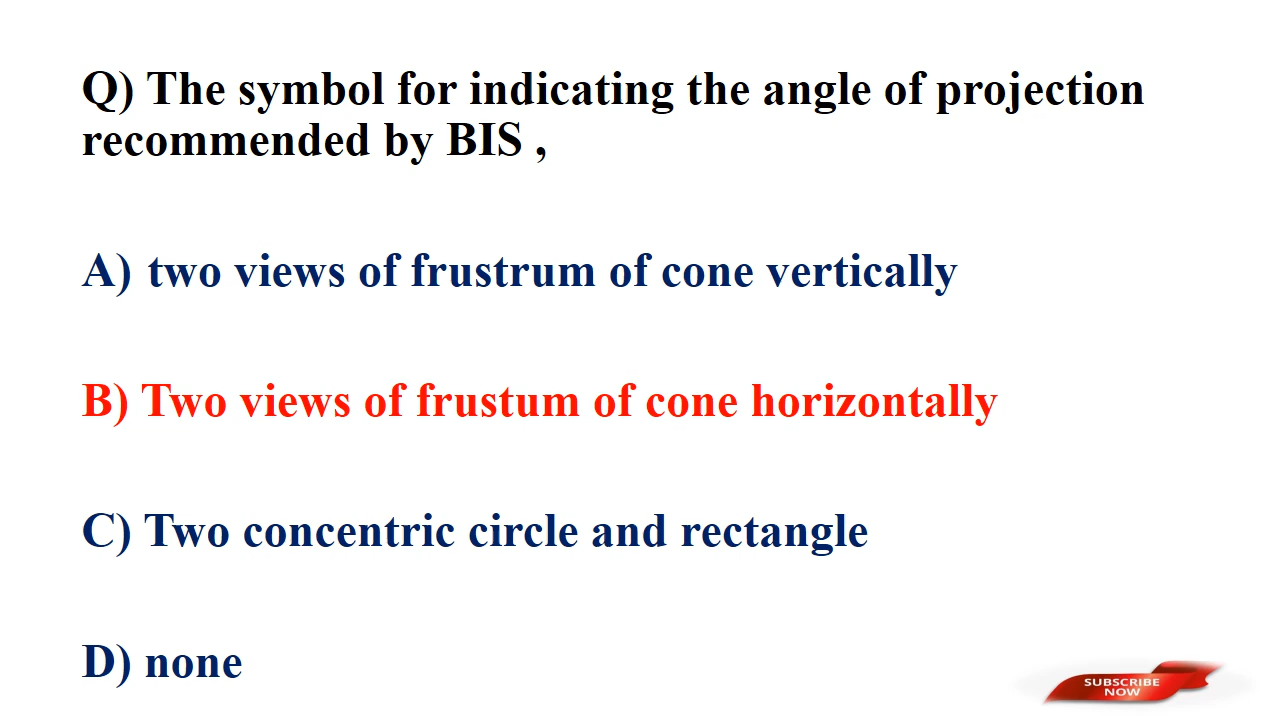 Q) The symbol for indicating the angle of projection
recommended by BIS ,
A) two views of frustrum of cone vertically
B) Two views of frustum of cone horizontally
C) Two concentric circle and rectangle
D) none
SUBSCRIBE
NOW